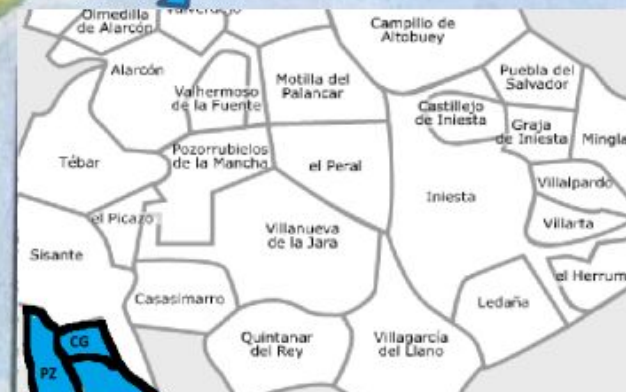 Olmedilla
de Alarcón
Campillo de
Altobuey
Alarcón
Valhermoso
de la Fuente
Motilla del
Palancar
Puebla del
Salvador
Castillejo
de Iniesta
Graja
de Iniesta
Mingla
Tébar
Pozorrubielos
de la Mancha
el Peral
Villalpardo
Iniesta
el Picazo
Villanueva
de la Jara
Villarta
Sisante
el Herrum
Casasimarro
Ledaña
CG
Quintanar
del Rey
Villagarcía
del Llano
PZ